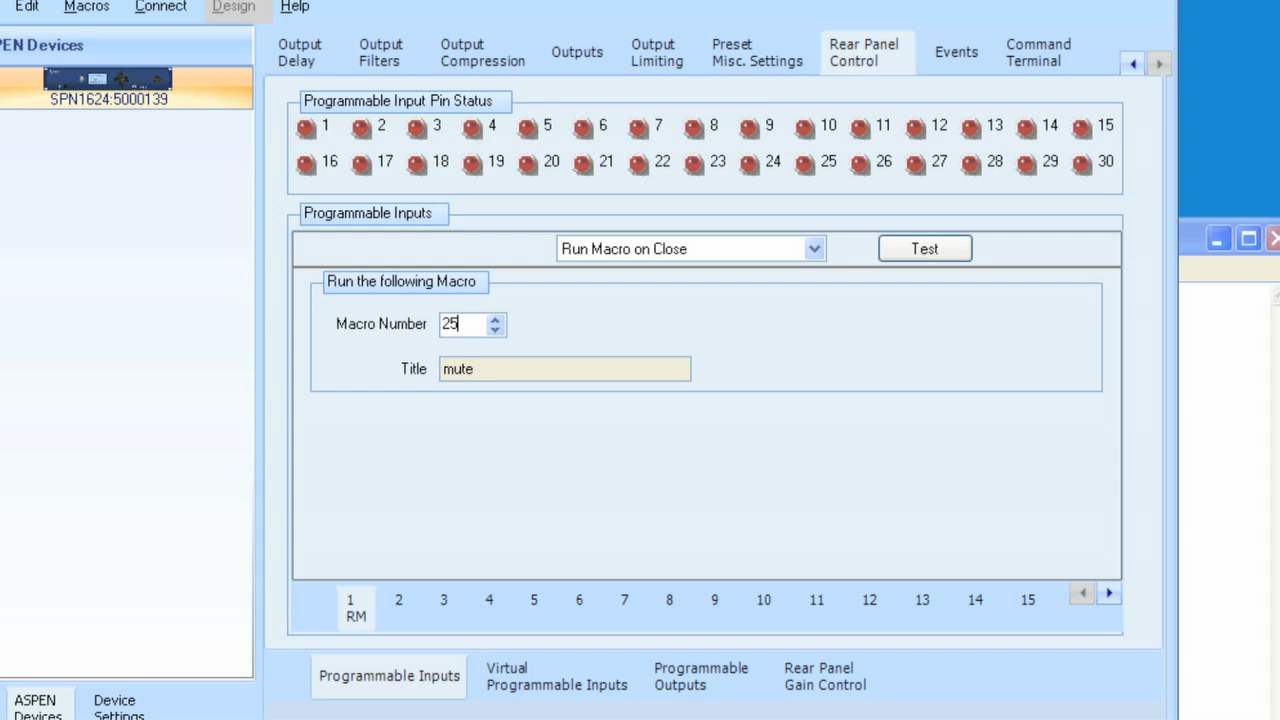 Edit Macros Connect Design Help
PEN Devices
SPN1624:5000139
Output Delay
Output Filters
Output Compression
Outputs
Output Limiting
Preset Misc. Settings
Rear Panel Control
Events
Command Terminal
Programmable Input Pin Status
1 2 3 4 5 6 7 8 9 10 11 12 13 14 15
16 17 18 19 20 21 22 23 24 25 26 27 28 29 30
Programmable Inputs
Run Macro on Close Test
Run the following Macro
Macro Number 25
Title mute
1 2 3 4 5 6 7 8 9 10 11 12 13 14 15
RM
Programmable Inputs
Virtual Programmable Inputs
Programmable Outputs
Rear Panel Gain Control
ASPEN Devices
Device Settings